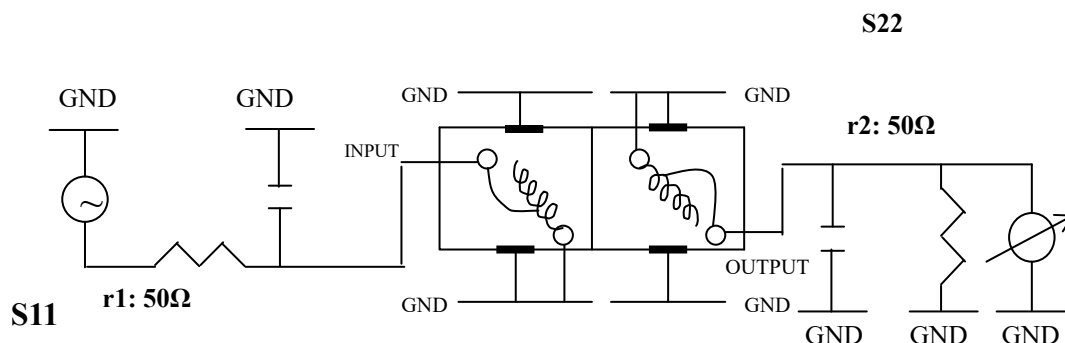 S22
GND
GND
GND
GND
r2: 50Ω
INPUT
OUTPUT
r1: 50Ω
GND
GND
S11
GND
GND
GND